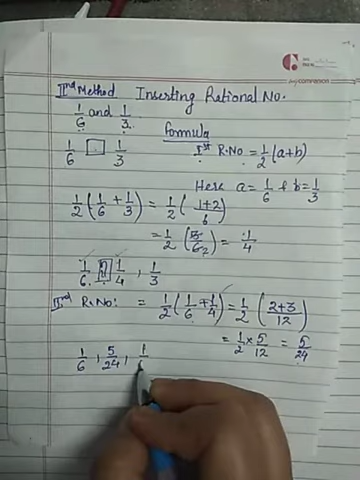 IInd Method Inserting Rational No.
1/6 and 1/3
Formula
Ist R.No = 1/2 (a+b)
1/6 □ 1/3
Here a = 1/6 & b = 1/3
1/2 (1/6 + 1/3) = 1/2 ( 1+2 / 6 )
= 1/2 (3/6 2) = 1/4
1/6 , 1/4 , 1/3
IInd R.No: = 1/2 (1/6 + 1/4) = 1/2 ( 2+3 / 12 )
= 1/2 × 5/12 = 5/24
1/6 , 5/24 , 1